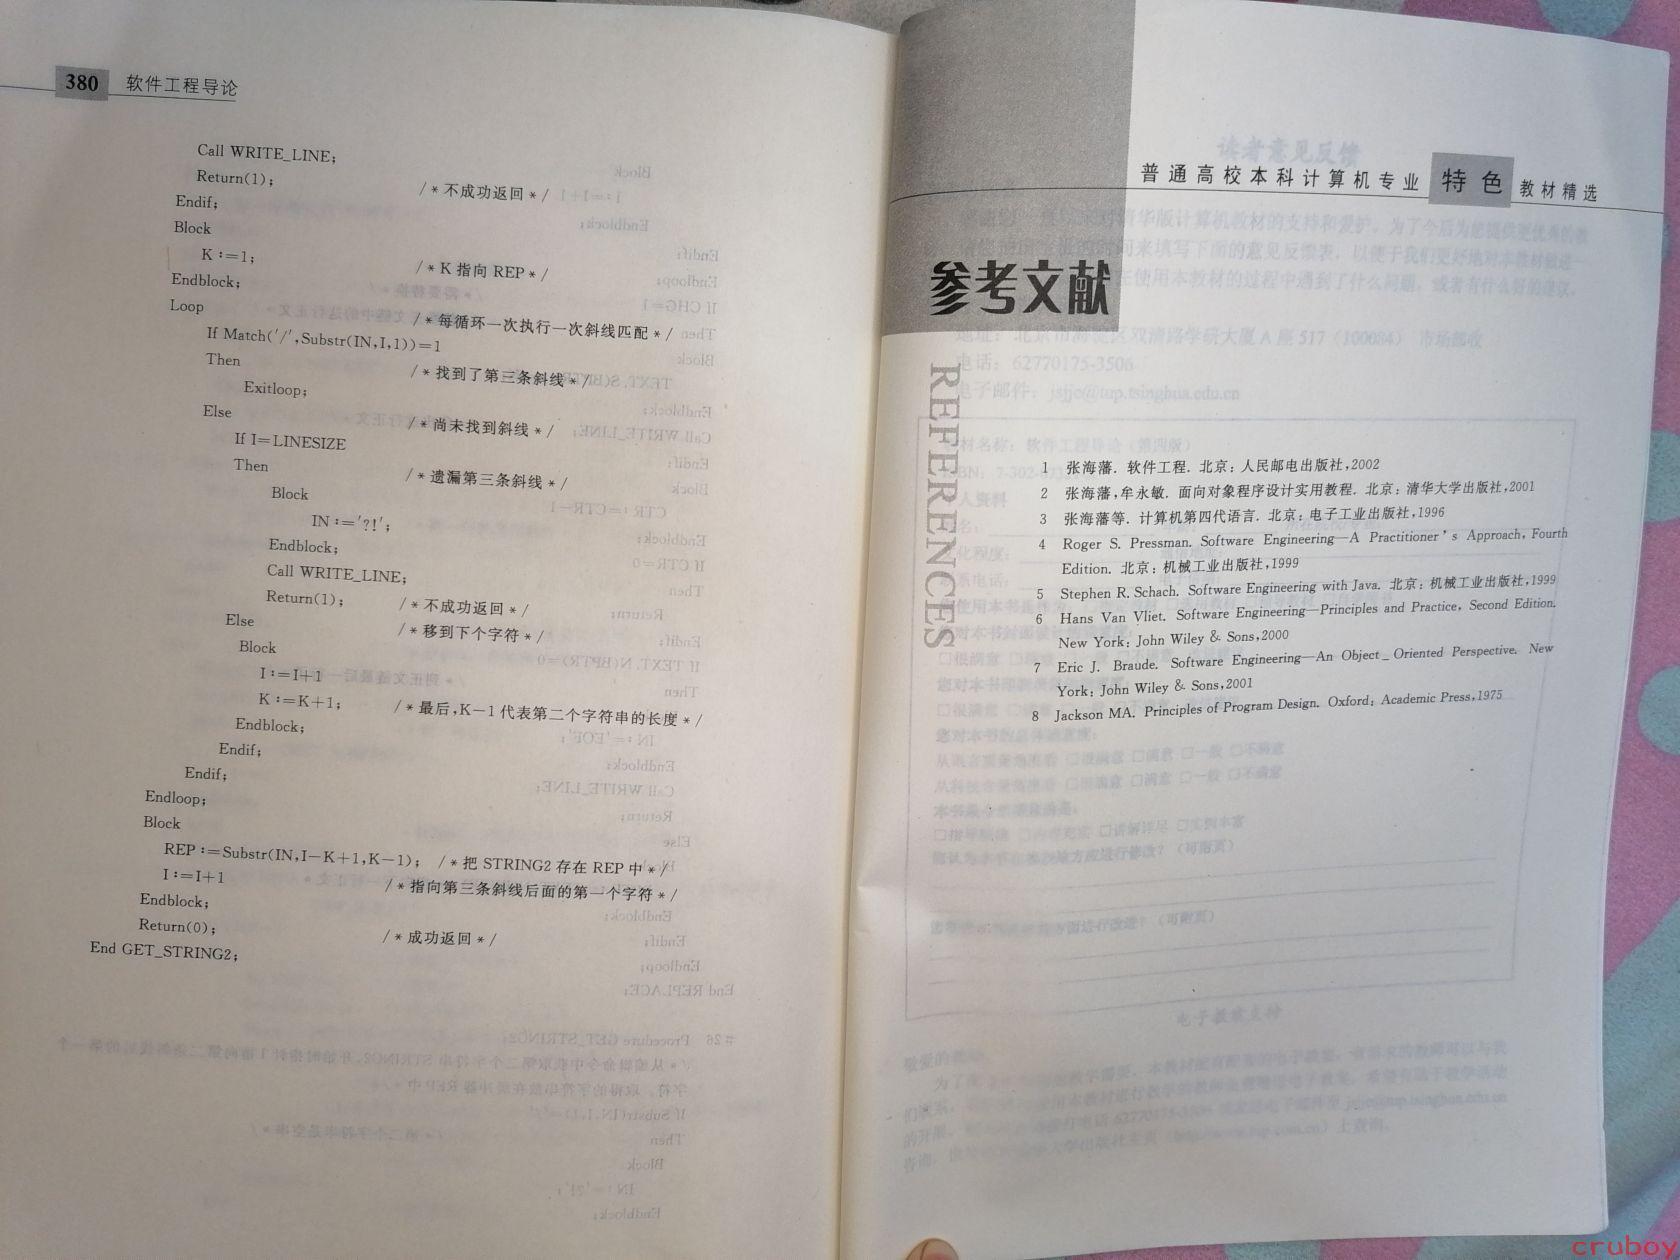 380 软件工程导论
Call WRITE_LINE;
Return(1); /*不成功返回*/
Endif;
Block
K:=1; /*K指向REP*/
Endblock;
Loop /*每循环一次执行一次斜线匹配*/
If Match('/',Substr(IN,I,1))=1
Then /*找到了第三条斜线*/
Exitloop;
Else /*尚未找到斜线*/
If I=LINESIZE
Then /*遗漏第三条斜线*/
Block
IN:='?!';
Endblock;
Call WRITE_LINE;
Return(1); /*不成功返回*/
Else /*移到下个字符*/
Block
I:=I+1
K:=K+1; /*最后,K-1代表第二个字符串的长度*/
Endblock;
Endif;
Endif;
Endloop;
Block
REP:=Substr(IN,I-K+1,K-1); /*把STRING2存在REP中*/
I:=I+1 /*指向第三条斜线后面的第一个字符*/
Endblock;
Return(0); /*成功返回*/
End GET_STRING2;
普通高校本科计算机专业 特色 教材精选
参考文献
REFERENCES
1 张海藩. 软件工程. 北京:人民邮电出版社,2002
2 张海藩,牟永敏. 面向对象程序设计实用教程. 北京:清华大学出版社,2001
3 张海藩等. 计算机第四代语言. 北京:电子工业出版社,1996
4 Roger S. Pressman. Software Engineering—A Practitioner's Approach, Fourth
Edition. 北京:机械工业出版社,1999
5 Stephen R. Schach. Software Engineering with Java. 北京:机械工业出版社,1999
6 Hans Van Vliet. Software Engineering—Principles and Practice, Second Edition.
New York: John Wiley & Sons,2000
7 Eric J. Braude. Software Engineering—An Object_Oriented Perspective. New
York: John Wiley & Sons,2001
8 Jackson MA. Principles of Program Design. Oxford: Academic Press,1975
cruboy